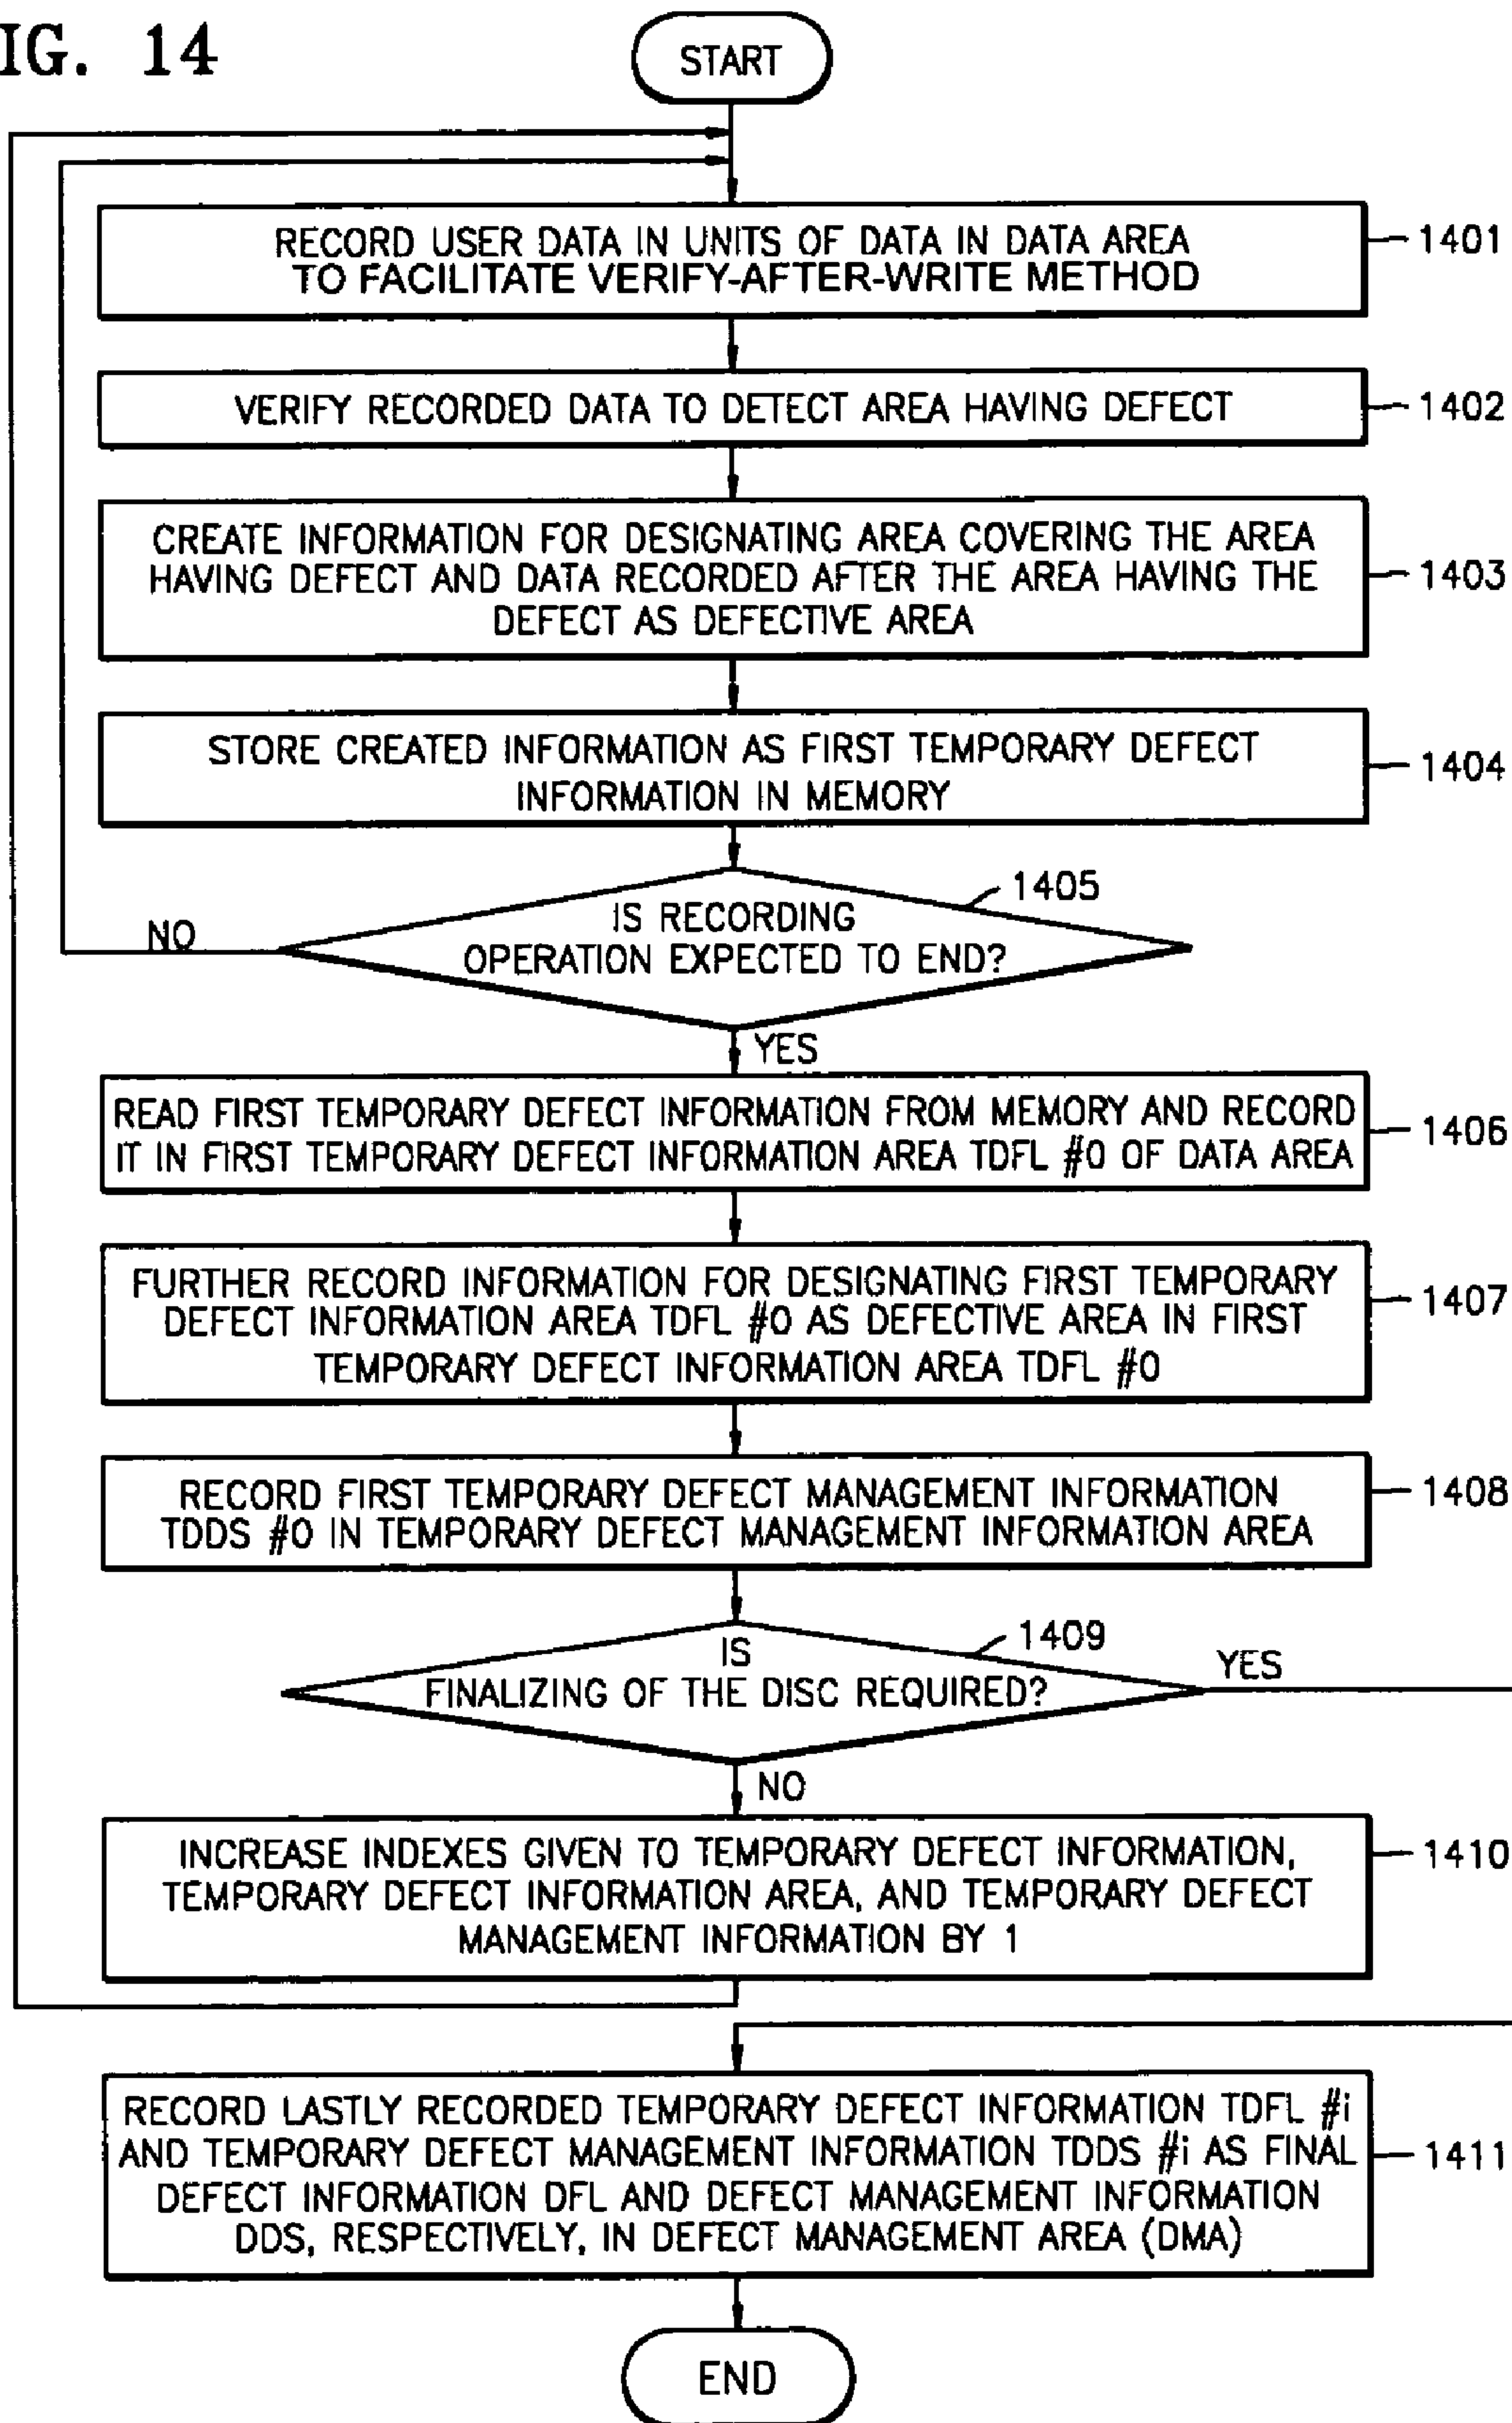 IG. 14
START
RECORD USER DATA IN UNITS OF DATA IN DATA AREA
TO FACILITATE VERIFY-AFTER-WRITE METHOD
1401
VERIFY RECORDED DATA TO DETECT AREA HAVING DEFECT
1402
CREATE INFORMATION FOR DESIGNATING AREA COVERING THE AREA
HAVING DEFECT AND DATA RECORDED AFTER THE AREA HAVING THE
DEFECT AS DEFECTIVE AREA
1403
STORE CREATED INFORMATION AS FIRST TEMPORARY DEFECT
INFORMATION IN MEMORY
1404
1405
IS RECORDING
OPERATION EXPECTED TO END?
NO
YES
READ FIRST TEMPORARY DEFECT INFORMATION FROM MEMORY AND RECORD
IT IN FIRST TEMPORARY DEFECT INFORMATION AREA TDFL #0 OF DATA AREA
1406
FURTHER RECORD INFORMATION FOR DESIGNATING FIRST TEMPORARY
DEFECT INFORMATION AREA TDFL #0 AS DEFECTIVE AREA IN FIRST
TEMPORARY DEFECT INFORMATION AREA TDFL #0
1407
RECORD FIRST TEMPORARY DEFECT MANAGEMENT INFORMATION
TDDS #0 IN TEMPORARY DEFECT MANAGEMENT INFORMATION AREA
1408
1409
IS
FINALIZING OF THE DISC REQUIRED?
YES
NO
INCREASE INDEXES GIVEN TO TEMPORARY DEFECT INFORMATION,
TEMPORARY DEFECT INFORMATION AREA, AND TEMPORARY DEFECT
MANAGEMENT INFORMATION BY 1
1410
RECORD LASTLY RECORDED TEMPORARY DEFECT INFORMATION TDFL #i
AND TEMPORARY DEFECT MANAGEMENT INFORMATION TDDS #i AS FINAL
DEFECT INFORMATION DFL AND DEFECT MANAGEMENT INFORMATION
DDS, RESPECTIVELY, IN DEFECT MANAGEMENT AREA (DMA)
1411
END